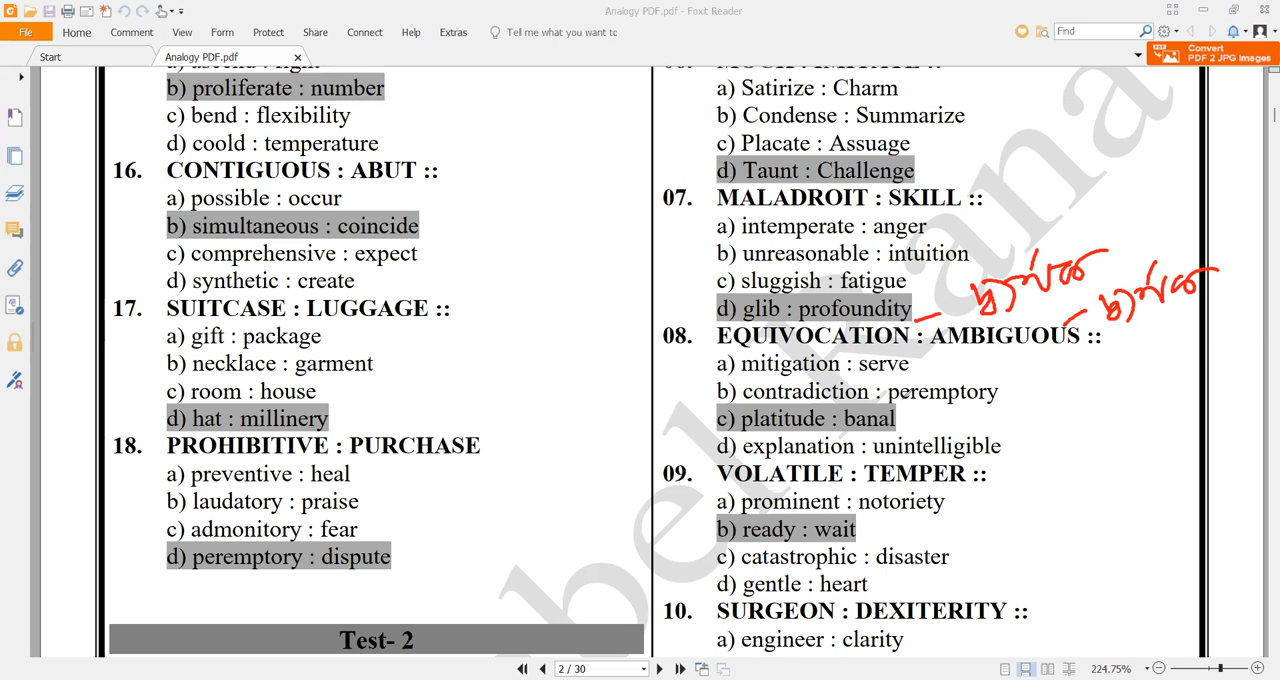 Analogy PDF.pdf - Foxt Reader
File Home Comment View Form Protect Share Connect Help Extras Tell me what you want tc Find
Start
Analogy PDF.pdf x
Convert
PDF 2 JPG images
b) proliferate : number
c) bend : flexibility
d) coold : temperature
16. CONTIGUOUS : ABUT ::
a) possible : occur
b) simultaneous : coincide
c) comprehensive : expect
d) synthetic : create
17. SUITCASE : LUGGAGE ::
a) gift : package
b) necklace : garment
c) room : house
d) hat : millinery
18. PROHIBITIVE : PURCHASE
a) preventive : heal
b) laudatory : praise
c) admonitory : fear
d) peremptory : dispute
Test- 2
a) Satirize : Charm
b) Condense : Summarize
c) Placate : Assuage
d) Taunt : Challenge
07. MALADROIT : SKILL ::
a) intemperate : anger
b) unreasonable : intuition
c) sluggish : fatigue
d) glib : profoundity
08. EQUIVOCATION : AMBIGUOUS ::
a) mitigation : serve
b) contradiction : peremptory
c) platitude : banal
d) explanation : unintelligible
09. VOLATILE : TEMPER ::
a) prominent : notoriety
b) ready : wait
c) catastrophic : disaster
d) gentle : heart
10. SURGEON : DEXITERITY ::
a) engineer : clarity
2 / 30
224.75%